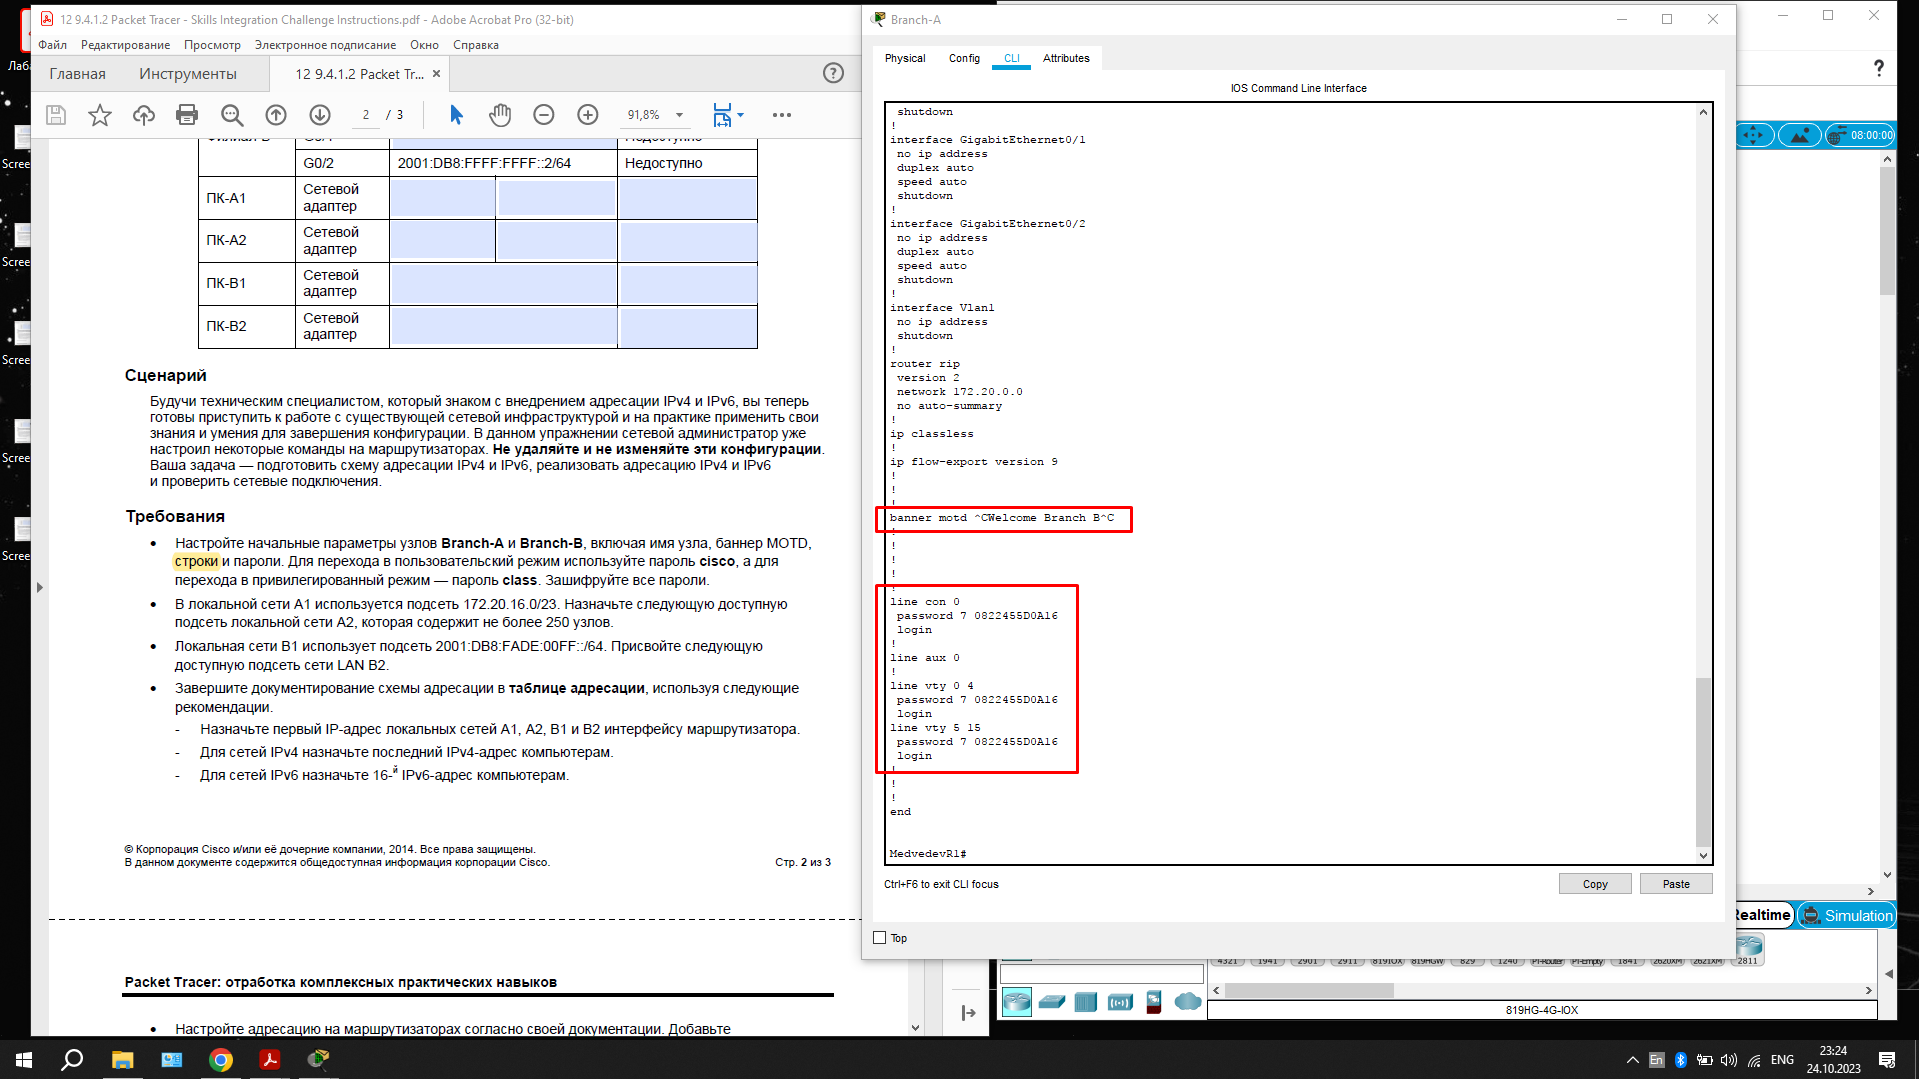 12 9.4.1.2 Packet Tracer - Skills Integration Challenge Instructions.pdf - Adobe Acrobat Pro (32-bit)
Файл Редактирование Просмотр Электронное подписание Окно Справка
Главная Инструменты 12 9.4.1.2 Packet Tr... ×
2 / 3 91,8%
G0/2 2001:DB8:FFFF:FFFF::2/64 Недоступно
ПК-A1 Сетевой адаптер
ПК-A2 Сетевой адаптер
ПК-B1 Сетевой адаптер
ПК-B2 Сетевой адаптер
Сценарий
Будучи техническим специалистом, который знаком с внедрением адресации IPv4 и IPv6, вы теперь
готовы приступить к работе с существующей сетевой инфраструктурой и на практике применить свои
знания и умения для завершения конфигурации. В данном упражнении сетевой администратор уже
настроил некоторые команды на маршрутизаторах. Не удаляйте и не изменяйте эти конфигурации.
Ваша задача — подготовить схему адресации IPv4 и IPv6, реализовать адресацию IPv4 и IPv6
и проверить сетевые подключения.
Требования
• Настройте начальные параметры узлов Branch-A и Branch-B, включая имя узла, баннер MOTD,
строки и пароли. Для перехода в пользовательский режим используйте пароль cisco, а для
перехода в привилегированный режим — пароль class. Зашифруйте все пароли.
• В локальной сети A1 используется подсеть 172.20.16.0/23. Назначьте следующую доступную
подсеть локальной сети A2, которая содержит не более 250 узлов.
• Локальная сети B1 использует подсеть 2001:DB8:FADE:00FF::/64. Присвойте следующую
доступную подсеть сети LAN B2.
• Завершите документирование схемы адресации в таблице адресации, используя следующие
рекомендации.
- Назначьте первый IP-адрес локальных сетей A1, A2, B1 и B2 интерфейсу маршрутизатора.
- Для сетей IPv4 назначьте последний IPv4-адрес компьютерам.
- Для сетей IPv6 назначьте 16-й IPv6-адрес компьютерам.
© Корпорация Cisco и/или её дочерние компании, 2014. Все права защищены.
В данном документе содержится общедоступная информация корпорации Cisco. Стр. 2 из 3
Packet Tracer: отработка комплексных практических навыков
• Настройте адресацию на маршрутизаторах согласно своей документации. Добавьте
Branch-A
Physical Config CLI Attributes
IOS Command Line Interface
shutdown
!
interface GigabitEthernet0/1
no ip address
duplex auto
speed auto
shutdown
!
interface GigabitEthernet0/2
no ip address
duplex auto
speed auto
shutdown
!
interface Vlan1
no ip address
shutdown
!
router rip
version 2
network 172.20.0.0
no auto-summary
!
ip classless
!
ip flow-export version 9
!
!
!
banner motd ^CWelcome Branch B^C
!
!
!
!
!
line con 0
password 7 0822455D0A16
login
!
line aux 0
!
line vty 0 4
password 7 0822455D0A16
login
line vty 5 15
password 7 0822455D0A16
login
!
!
!
end
MedvedevR1#
Ctrl+F6 to exit CLI focus
Copy Paste
Top
?
08:00:00
Realtime Simulation
4321 1941 2901 2911 819IOX 819HGW 829 1240 PT-Router PT-Empty 1841 2620XM 2621XM 2811
819HG-4G-IOX
Лаб
Scree
Scree
Scree
Scree
Scree
En ENG 23:24
24.10.2023